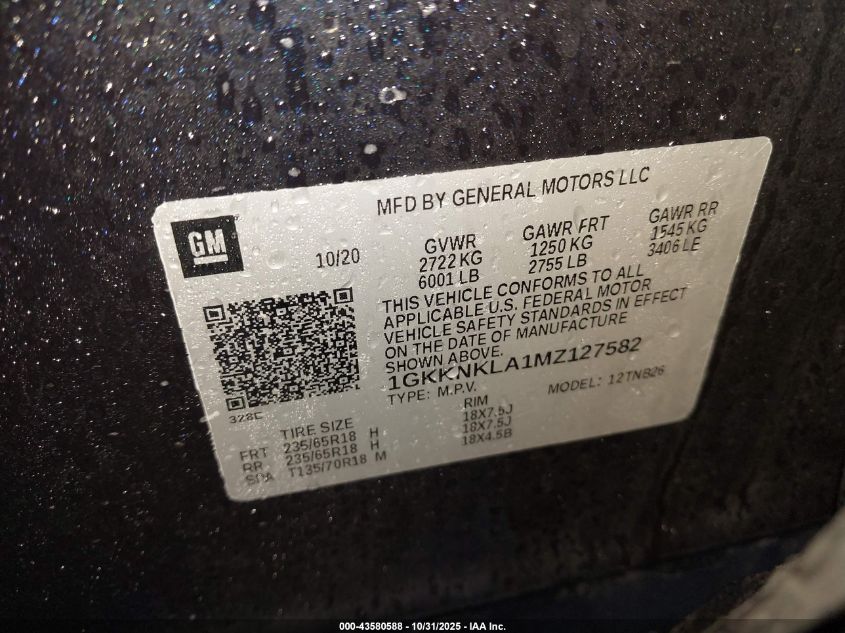 MFD BY GENERAL MOTORS LLC
GM
10/20
GVWR
2722 KG
6001 LB
GAWR FRT
1250 KG
2755 LB
GAWR RR
1545 KG
3406 LB
THIS VEHICLE CONFORMS TO ALL
APPLICABLE U.S. FEDERAL MOTOR
VEHICLE SAFETY STANDARDS IN EFFECT
ON THE DATE OF MANUFACTURE
SHOWN ABOVE.
1GKKNKLA1MZ127582
TYPE: M.P.V. MODEL: 12TNB26
328E
TIRE SIZE RIM
FRT 235/65R18 H 18X7.5J
RR 235/65R18 H 18X7.5J
SPA T135/70R18 M 18X4.5B
000-43580588 - 10/31/2025 - IAA Inc.